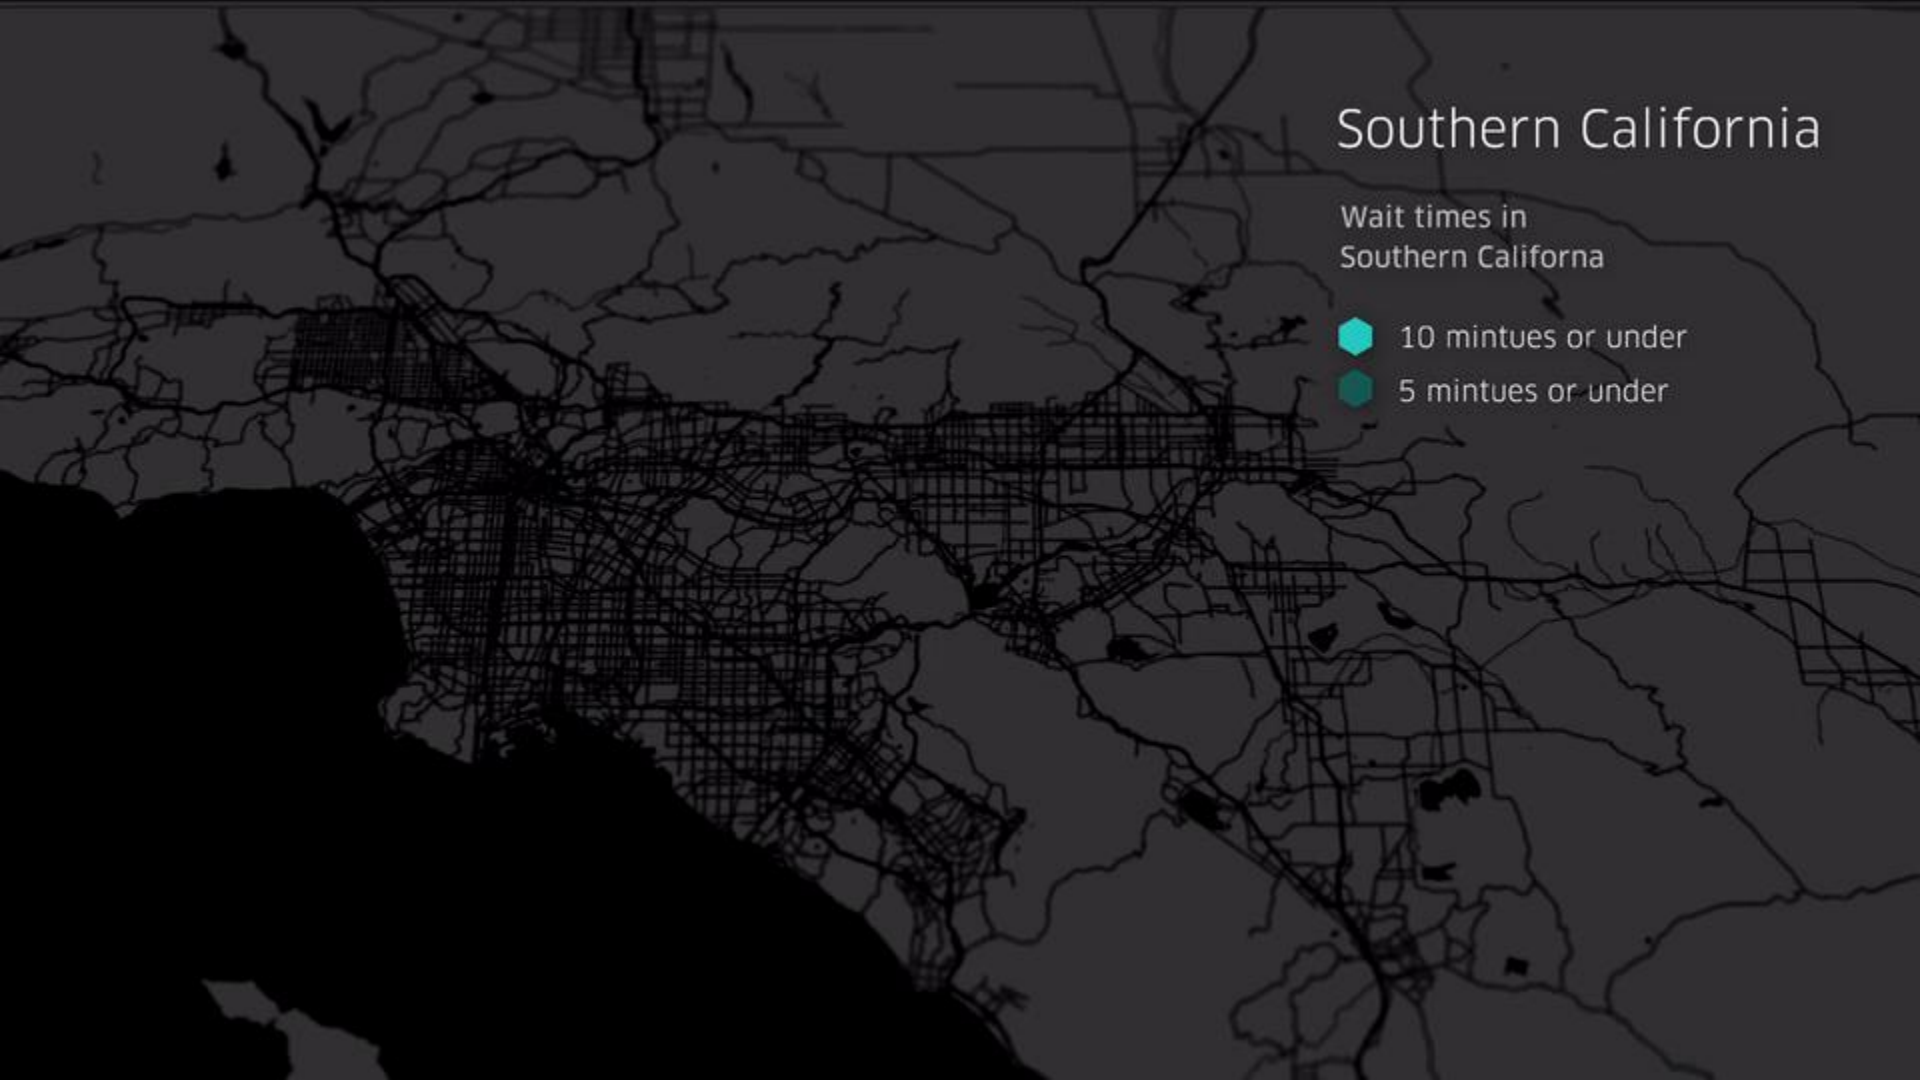 Southern California
Wait times in
Southern Californa
10 mintues or under
5 mintues or under